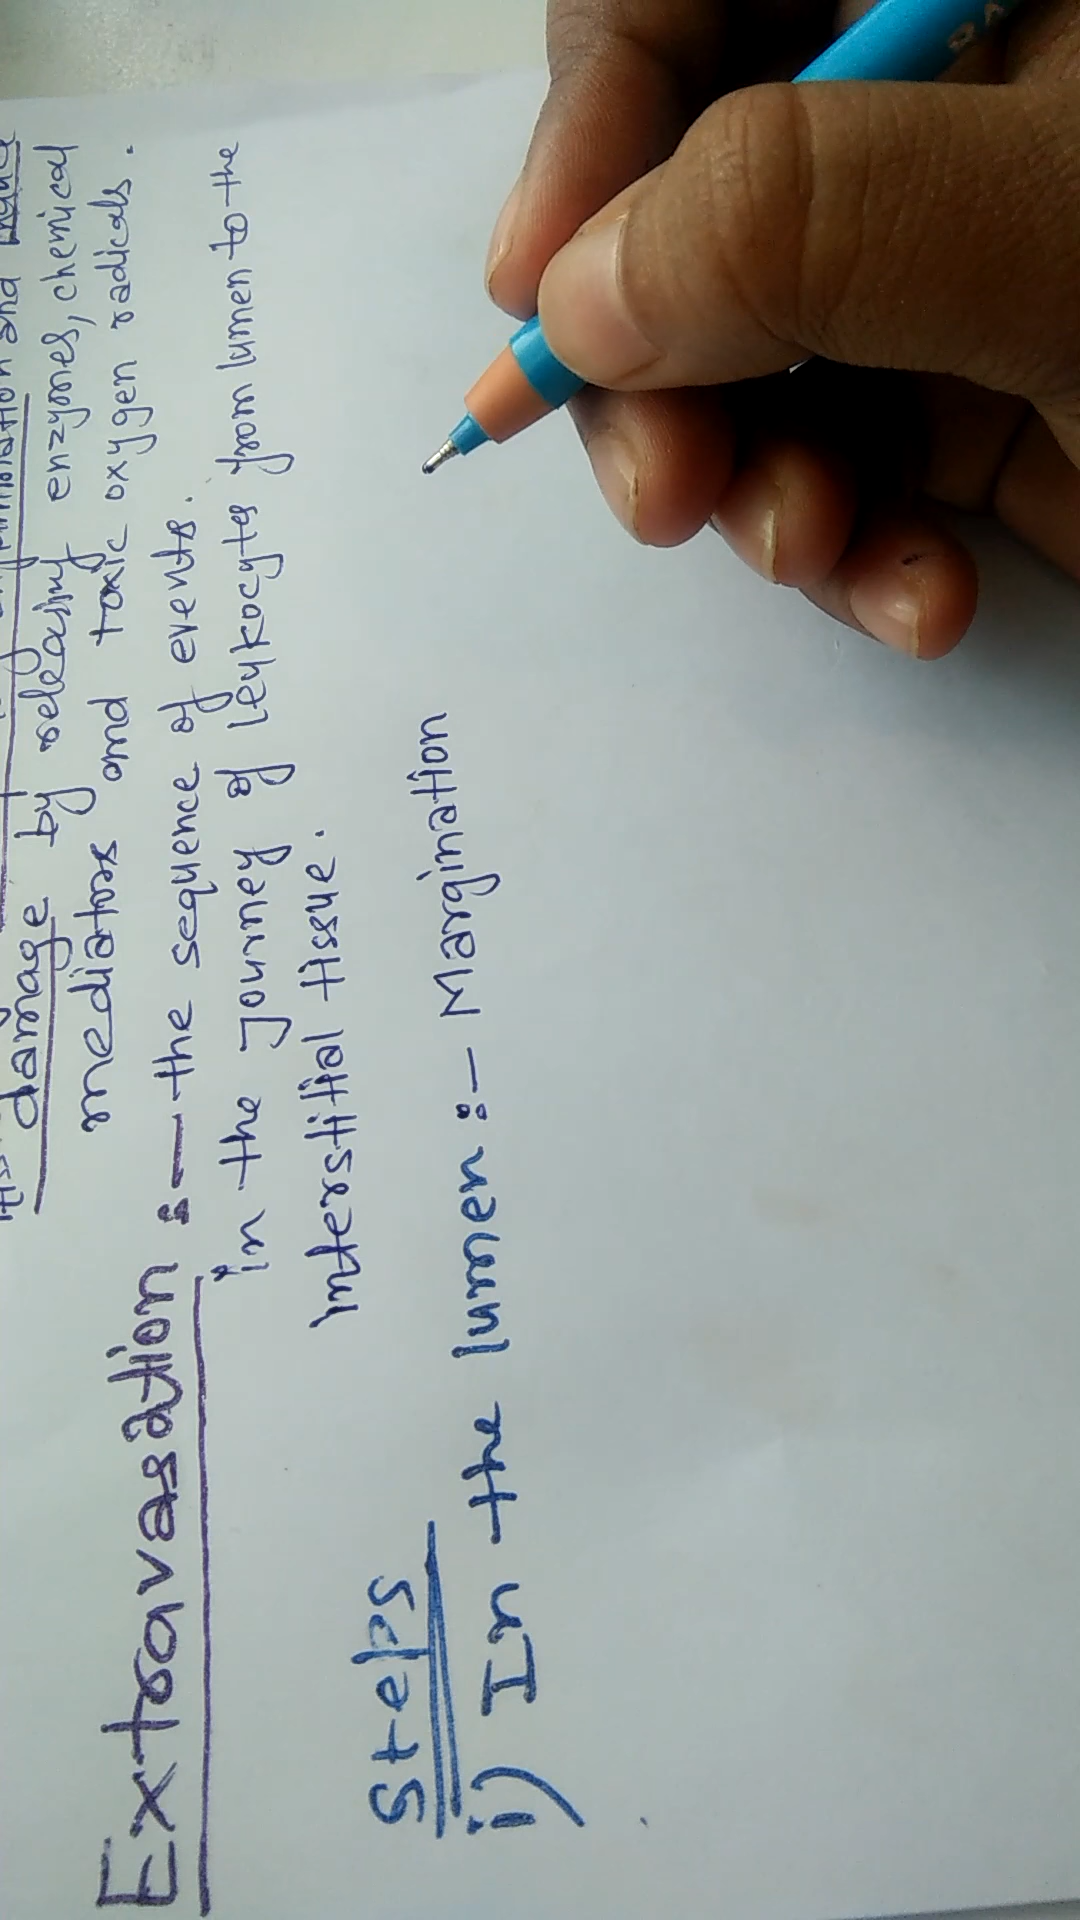 and
damage by releasing enzymes, chemical
mediators and toxic oxygen radicals.
Extravasation :- the sequence of events.
in the journey of leukocytes from lumen to the
interstitial tissue.
Steps
i) In the lumen :- Margination